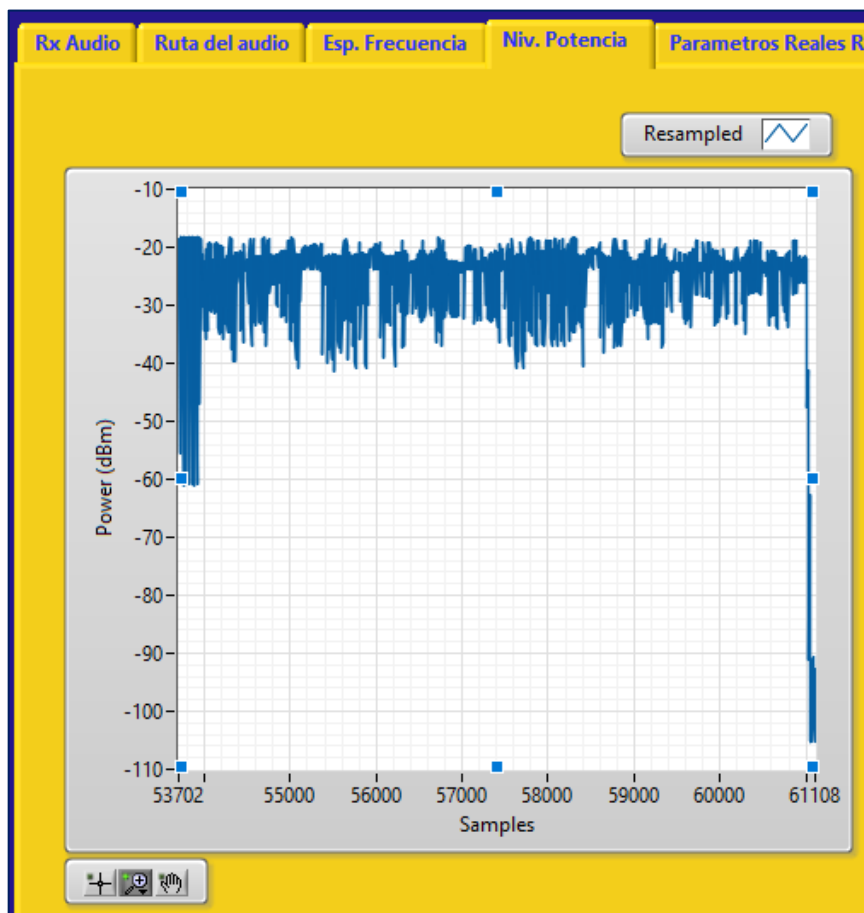 Rx Audio
Ruta del audio
Esp. Frecuencia
Niv. Potencia
Parametros Reales R
Resampled
-10
-20
-30
-40
-50
-60
-70
-80
-90
-100
-110
Power (dBm)
53702
55000
56000
57000
58000
59000
60000
61108
Samples